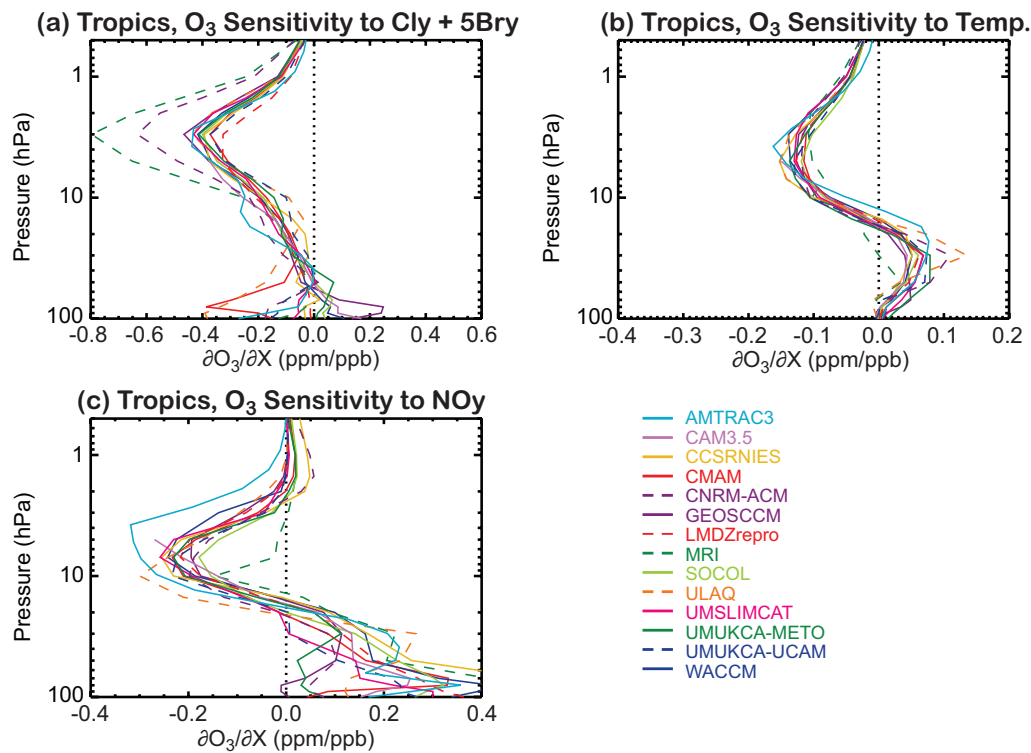 (a) Tropics, O3 Sensitivity to Cly + 5Bry
1
10
100
Pressure (hPa)
-0.8 -0.6 -0.4 -0.2 0.0 0.2 0.4 0.6
∂O3/∂X (ppm/ppb)
(b) Tropics, O3 Sensitivity to Temp.
1
10
100
Pressure (hPa)
-0.4 -0.3 -0.2 -0.1 0.0 0.1 0.2
∂O3/∂X (ppm/ppb)
(c) Tropics, O3 Sensitivity to NOy
1
10
100
Pressure (hPa)
-0.4 -0.2 0.0 0.2 0.4
∂O3/∂X (ppm/ppb)
AMTRAC3
CAM3.5
CCSRNIES
CMAM
CNRM-ACM
GEOSCCM
LMDZrepro
MRI
SOCOL
ULAQ
UMSLIMCAT
UMUKCA-METO
UMUKCA-UCAM
WACCM